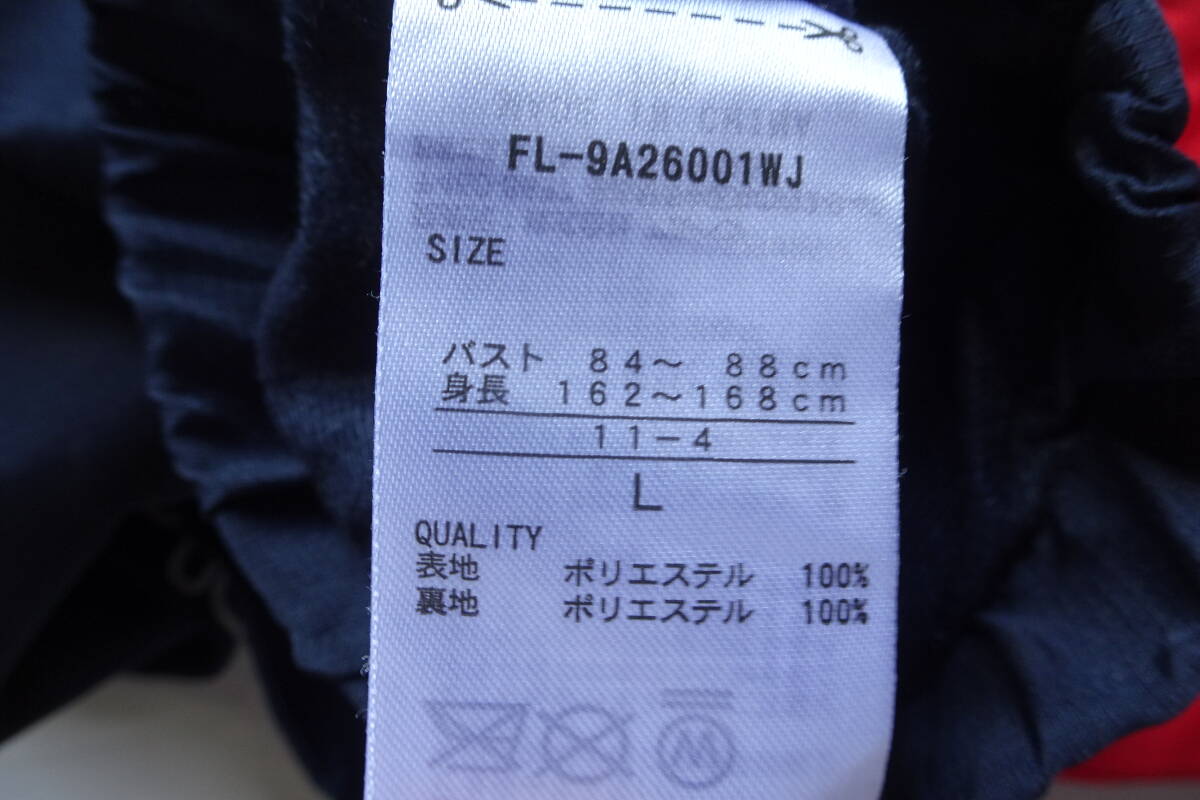 FL-9A26001WJ
SIZE
バスト 84～ 88cm
身長 162～168cm
11-4
L
QUALITY
表地 ポリエステル 100%
裏地 ポリエステル 100%
W